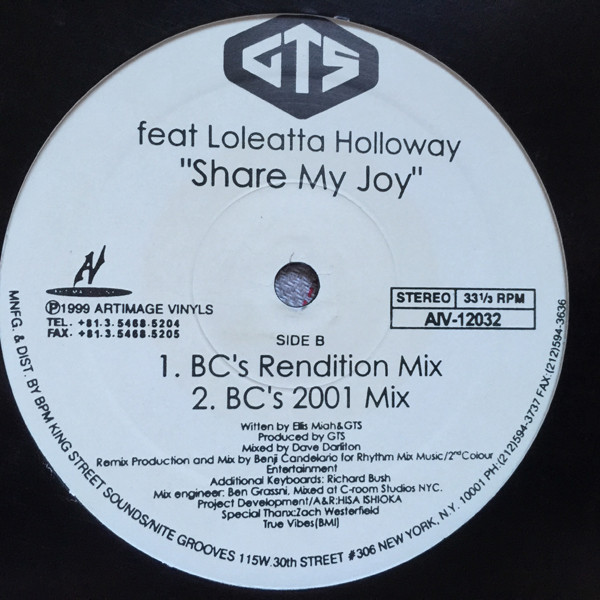 GTS
feat Loleatta Holloway
"Share My Joy"
AV
℗1999 ARTIMAGE VINYLS
TEL. +81.3.5468.5204
FAX. +81.3.5468.5205
STEREO 33 1/3 RPM
AIV-12032
SIDE B
1. BC's Rendition Mix
2. BC's 2001 Mix
Witten by Ellis Miah&GTS
Produced by GTS
Mixed by Dave Darliton
Remix Production and Mix by Benji Candelario for Rhythm Mix Music/2nd Colour
Entertainment
Additional Keyboards: Richard Bush
Mix engineer: Ben Grassni, Mixed at C-room Studios NYC.
Project Development/A&R:HISA ISHIOKA
Special Thanx:Zach Westerfield
True Vibes(BMI)
MNFG. & DIST. BY BPM KING STREET SOUNDS/NITE GROOVES 115W.30th STREET #306 NEW YORK, N.Y. 10001 PH:(212)594-3737 FAX:(212)594-3636